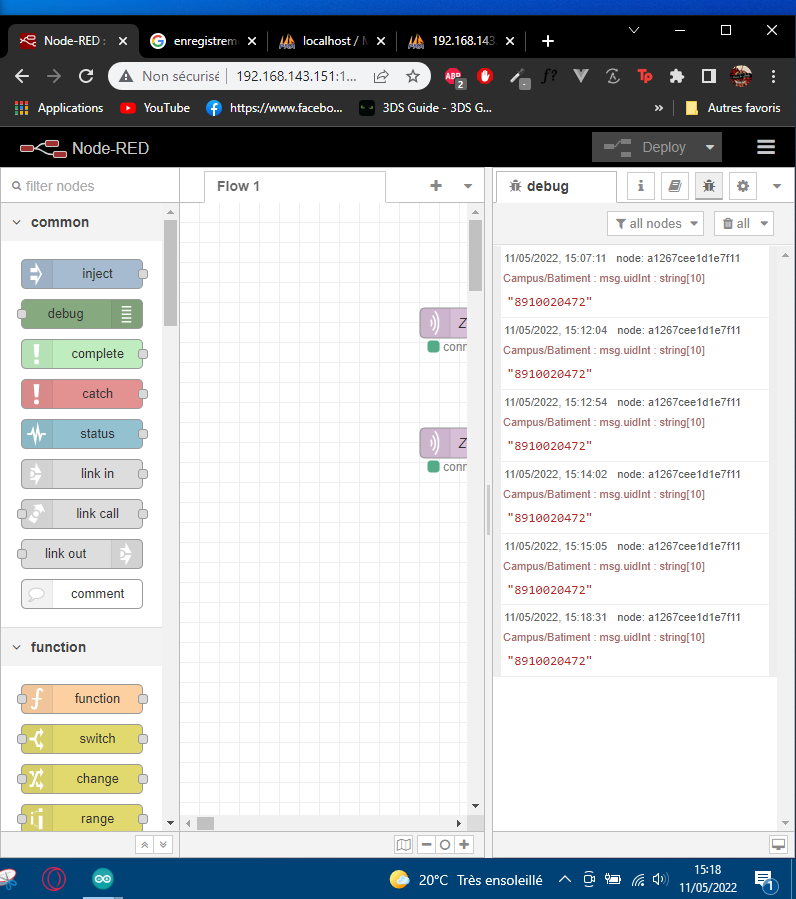 Node-RED :
enregistrem
localhost / M
192.168.143.
Non sécurisé
192.168.143.151:1...
ABP
2
f?
Tp
Applications
YouTube
https://www.facebo...
3DS Guide - 3DS G...
»
Autres favoris
Node-RED
Deploy
filter nodes
Flow 1
debug
i
all nodes
all
common
inject
debug
complete
catch
status
link in
link call
link out
comment
function
function
switch
change
range
Z
conn
Z
conn
11/05/2022, 15:07:11 node: a1267cee1d1e7f11
Campus/Batiment : msg.uidInt : string[10]
"8910020472"
11/05/2022, 15:12:04 node: a1267cee1d1e7f11
Campus/Batiment : msg.uidInt : string[10]
"8910020472"
11/05/2022, 15:12:54 node: a1267cee1d1e7f11
Campus/Batiment : msg.uidInt : string[10]
"8910020472"
11/05/2022, 15:14:02 node: a1267cee1d1e7f11
Campus/Batiment : msg.uidInt : string[10]
"8910020472"
11/05/2022, 15:15:05 node: a1267cee1d1e7f11
Campus/Batiment : msg.uidInt : string[10]
"8910020472"
11/05/2022, 15:18:31 node: a1267cee1d1e7f11
Campus/Batiment : msg.uidInt : string[10]
"8910020472"
20°C Très ensoleillé
15:18
11/05/2022
1